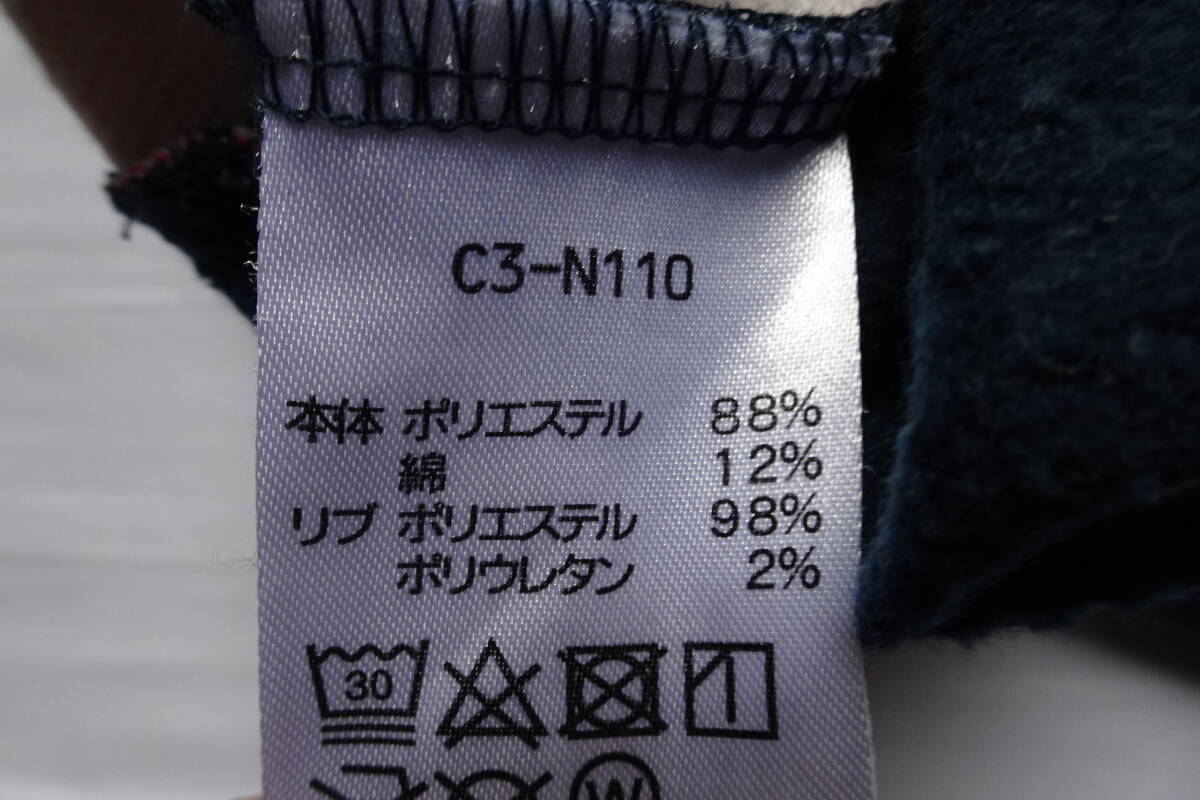 C3-N110
本体 ポリエステル 88%
綿 12%
リブ ポリエステル 98%
ポリウレタン 2%
30
W